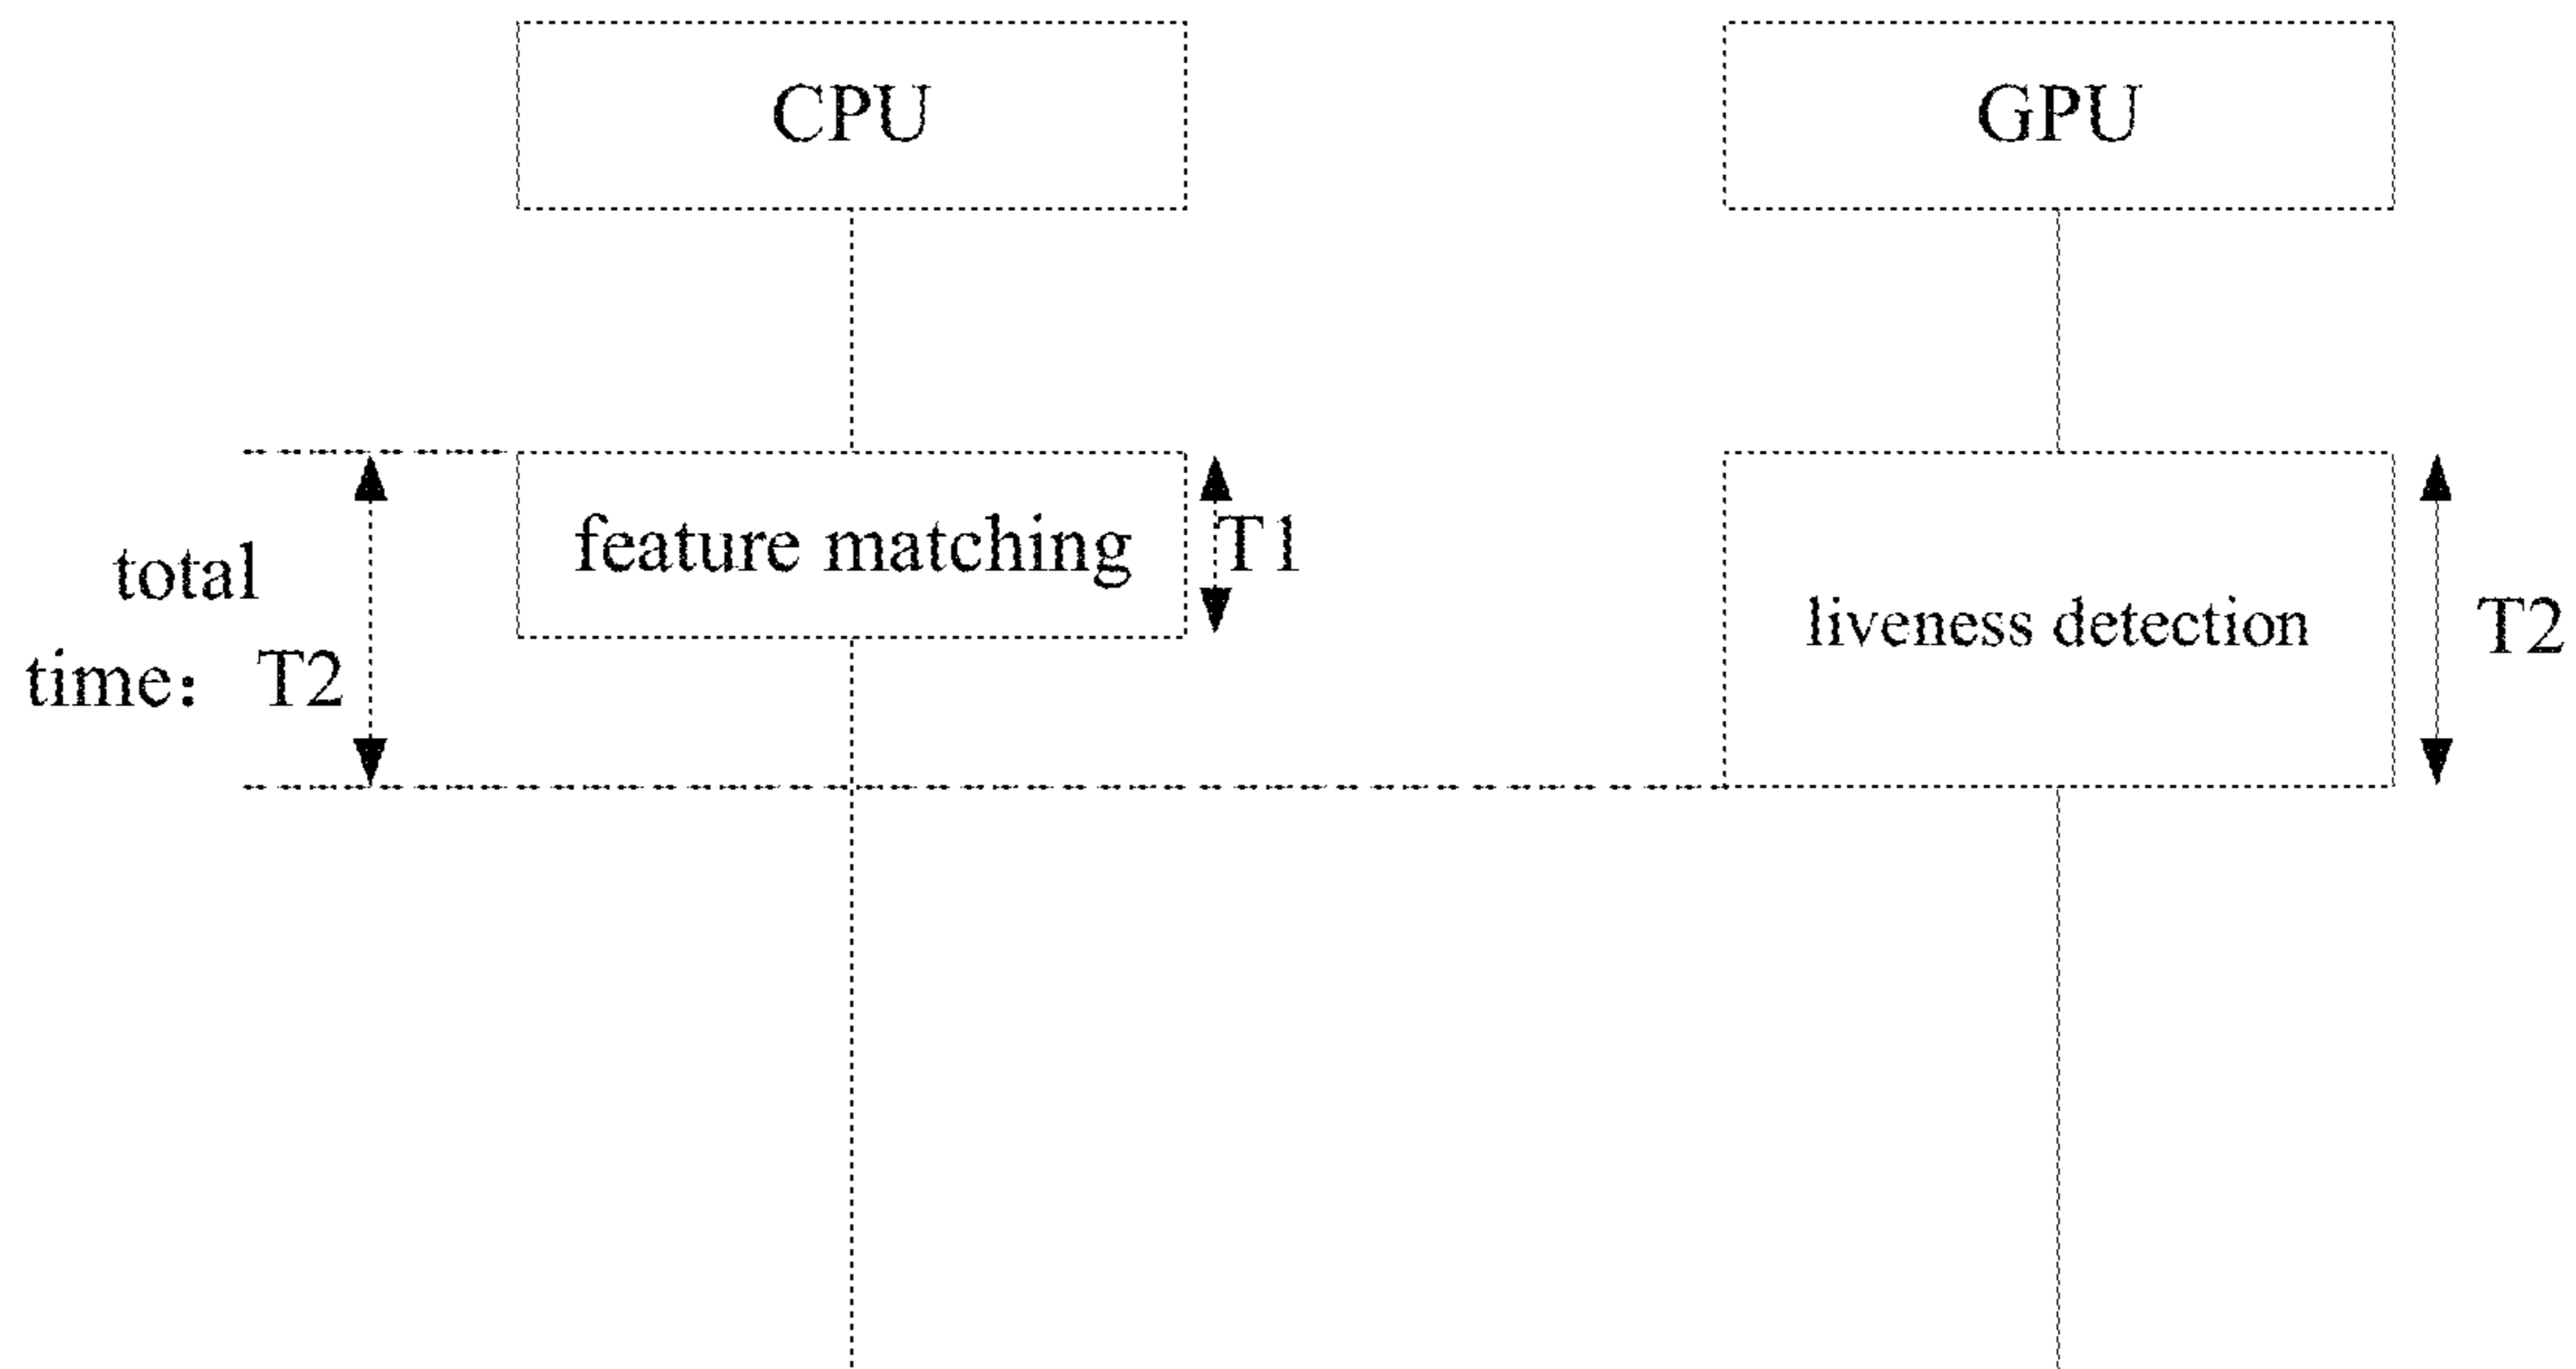 CPU
GPU
feature matching
T1
total
time：T2
liveness detection
T2